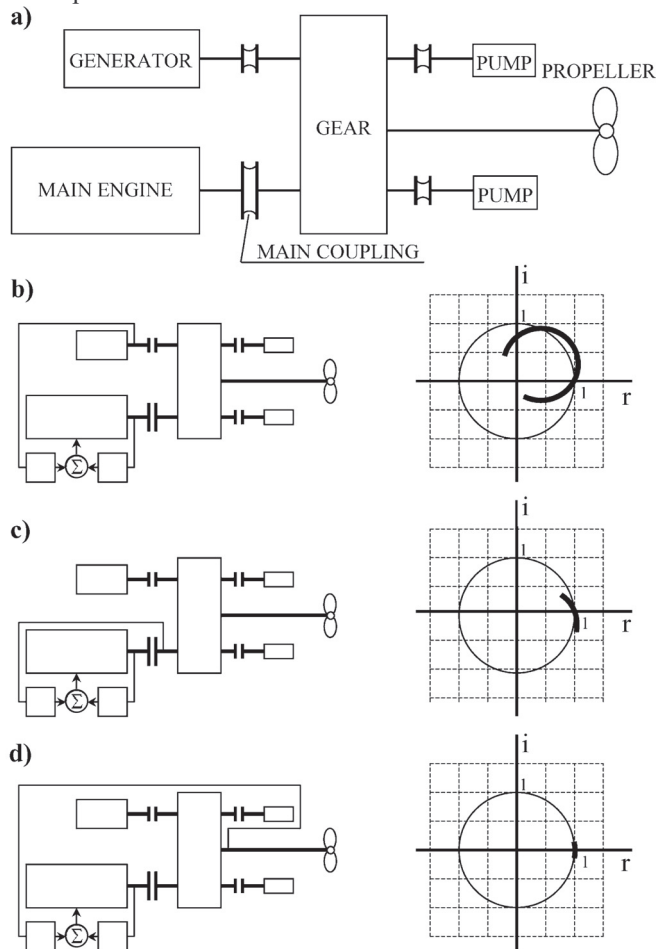 a)
GENERATOR
PUMP
PROPELLER
GEAR
MAIN ENGINE
PUMP
MAIN COUPLING
b)
i
1
Σ
1
r
c)
i
1
Σ
1
r
d)
i
1
Σ
1
r